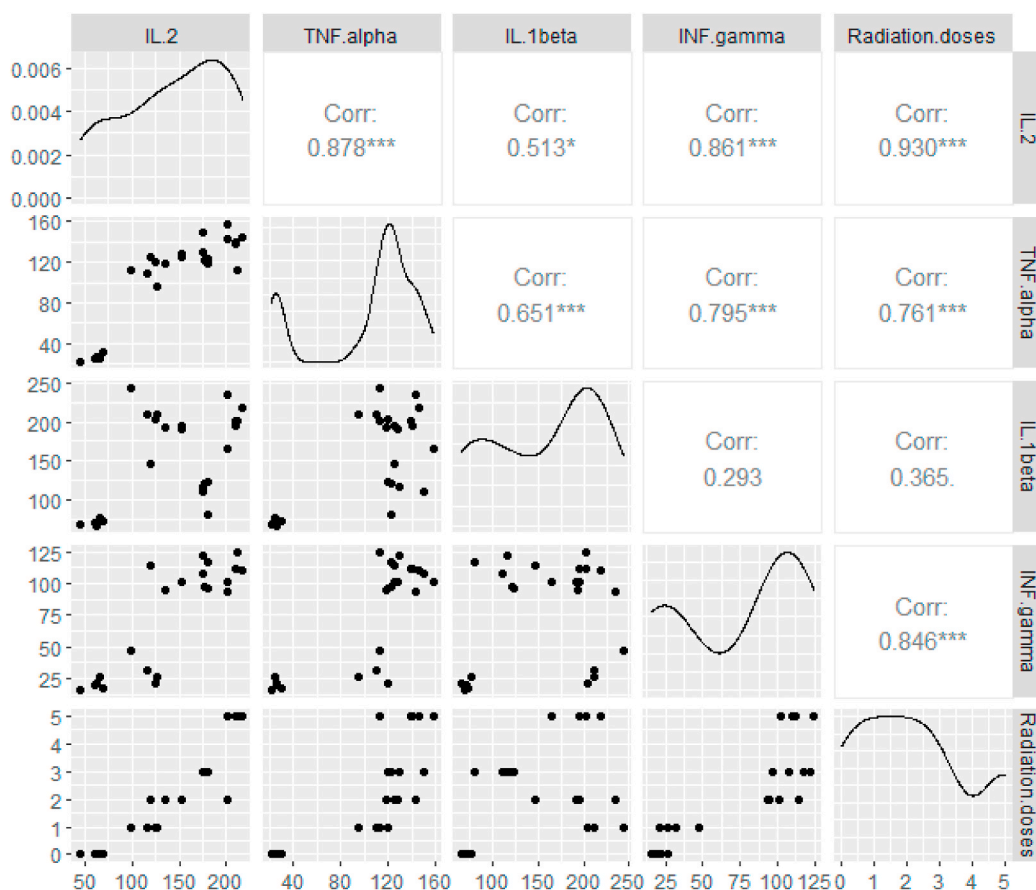 IL.2 TNF.alpha IL.1beta INF.gamma Radiation.doses
0.006
0.004
0.002
0.000
Corr:
0.878***
Corr:
0.513*
Corr:
0.861***
Corr:
0.930***
IL.2
160
120
80
40
Corr:
0.651***
Corr:
0.795***
Corr:
0.761***
TNF.alpha
250
200
150
100
Corr:
0.293
Corr:
0.365.
IL.1beta
125
100
75
50
25
Corr:
0.846***
INF.gamma
5
4
3
2
1
0
Radiation.doses
50 100 150 200 40 80 120 160 100 150 200 250 25 50 75 100 125 0 1 2 3 4 5